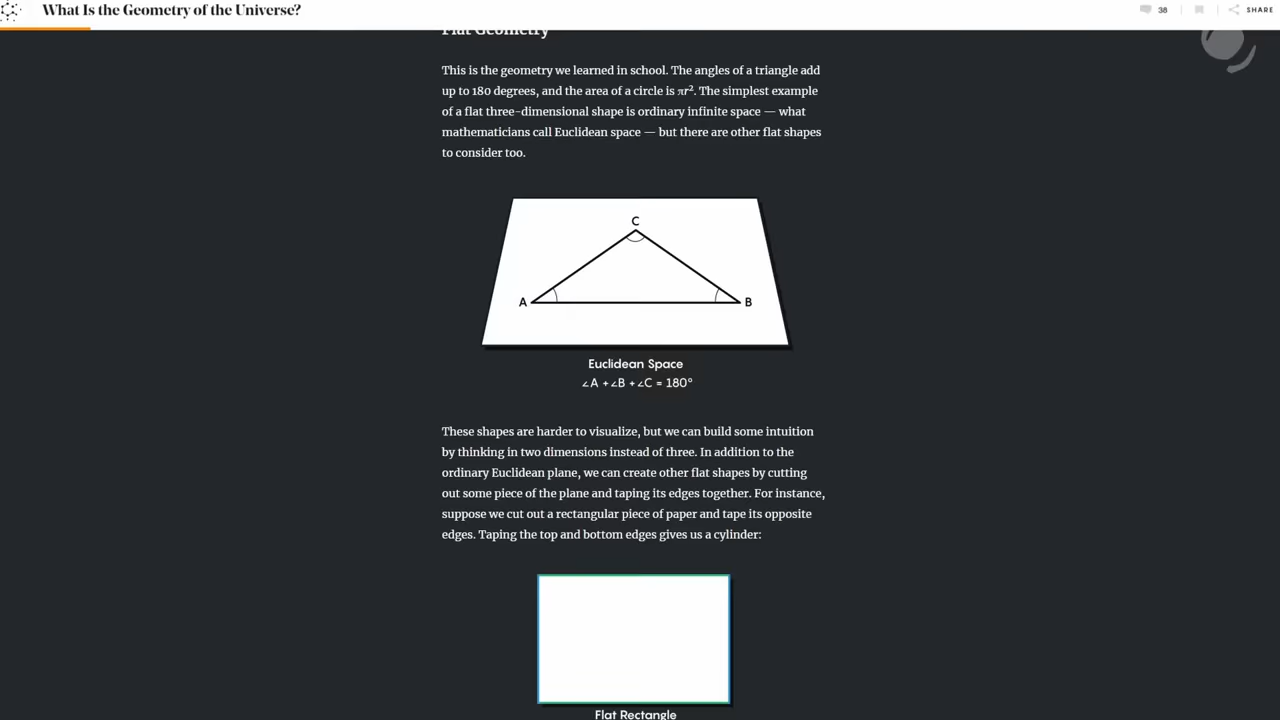 What Is the Geometry of the Universe?
38
SHARE
Flat Geometry
This is the geometry we learned in school. The angles of a triangle add
up to 180 degrees, and the area of a circle is πr². The simplest example
of a flat three-dimensional shape is ordinary infinite space — what
mathematicians call Euclidean space — but there are other flat shapes
to consider too.
C
A
B
Euclidean Space
∠A +∠B +∠C = 180°
These shapes are harder to visualize, but we can build some intuition
by thinking in two dimensions instead of three. In addition to the
ordinary Euclidean plane, we can create other flat shapes by cutting
out some piece of the plane and taping its edges together. For instance,
suppose we cut out a rectangular piece of paper and tape its opposite
edges. Taping the top and bottom edges gives us a cylinder:
Flat Rectangle